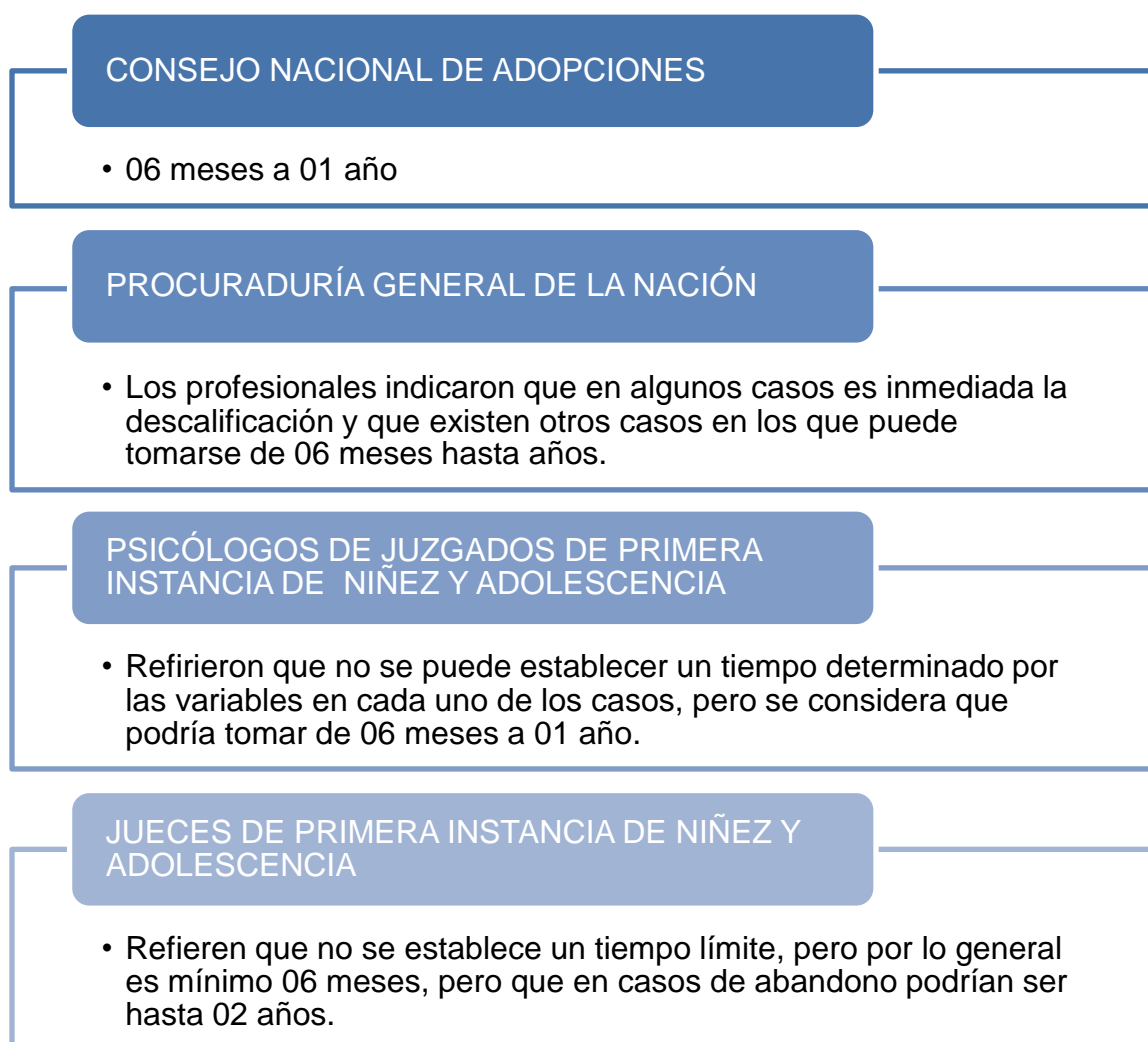 CONSEJO NACIONAL DE ADOPCIONES
• 06 meses a 01 año
PROCURADURÍA GENERAL DE LA NACIÓN
• Los profesionales indicaron que en algunos casos es inmediada la
descalificación y que existen otros casos en los que puede
tomarse de 06 meses hasta años.
PSICÓLOGOS DE JUZGADOS DE PRIMERA
INSTANCIA DE NIÑEZ Y ADOLESCENCIA
• Refirieron que no se puede establecer un tiempo determinado por
las variables en cada uno de los casos, pero se considera que
podría tomar de 06 meses a 01 año.
JUECES DE PRIMERA INSTANCIA DE NIÑEZ Y
ADOLESCENCIA
• Refieren que no se establece un tiempo límite, pero por lo general
es mínimo 06 meses, pero que en casos de abandono podrían ser
hasta 02 años.